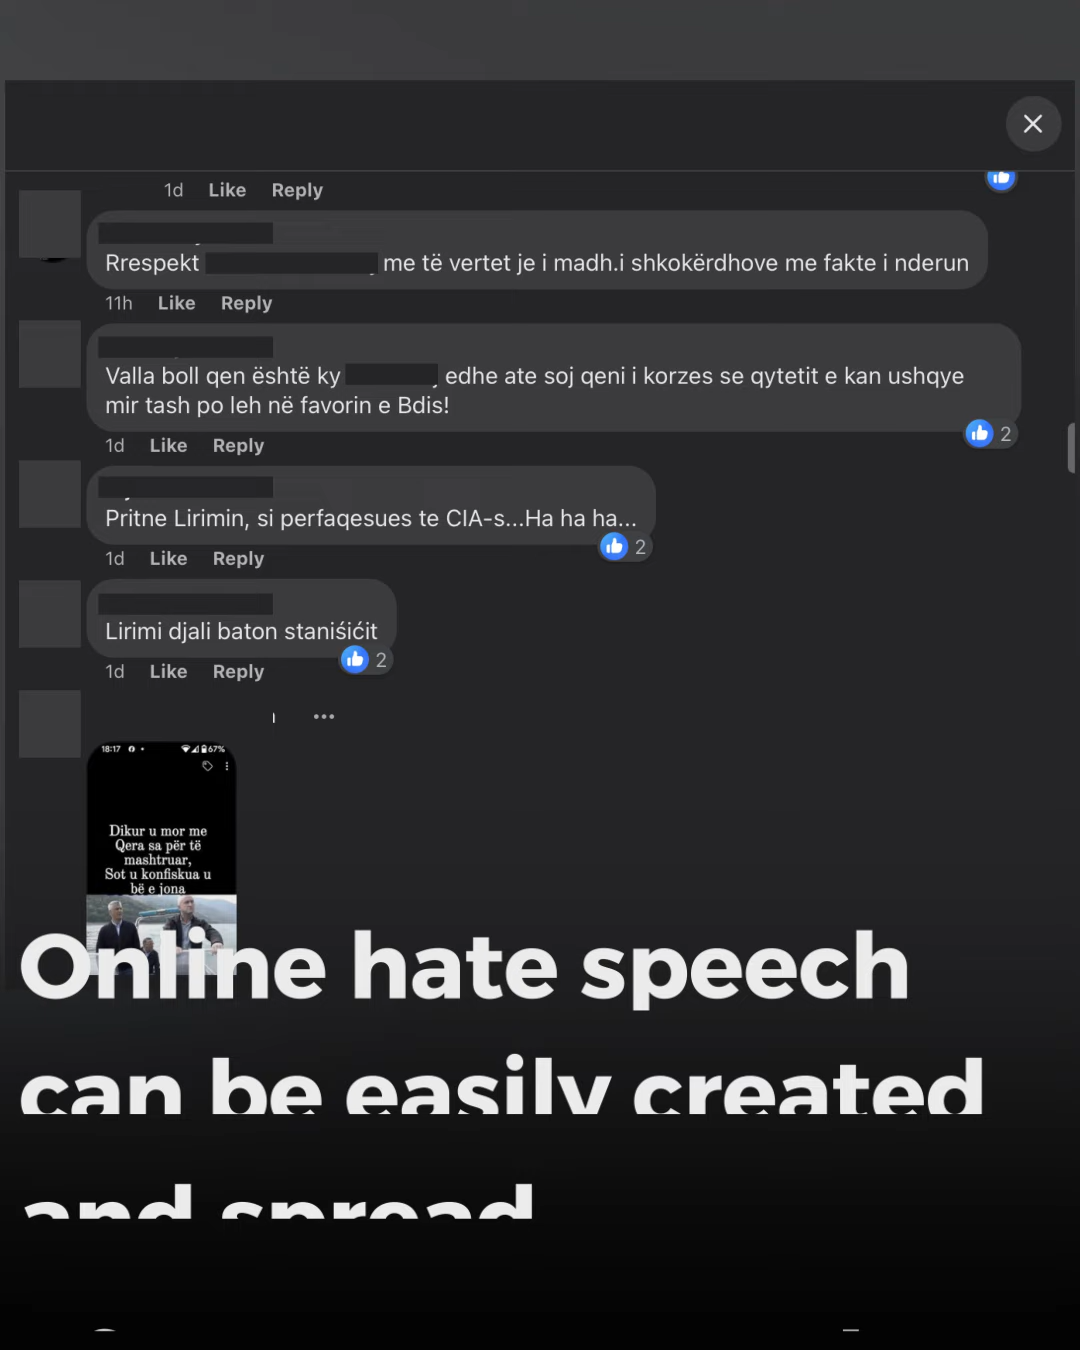 1d Like Reply
Rrespekt me të vertet je i madh.i shkokërdhove me fakte i nderun
11h Like Reply
Valla boll qen është ky edhe ate soj qeni i korzes se qytetit e kan ushqye
mir tash po leh në favorin e Bdis!
2
1d Like Reply
Pritne Lirimin, si perfaqesues te CIA-s...Ha ha ha...
2
1d Like Reply
Lirimi djali baton staniśićit
2
1d Like Reply
18:17 67%
Dikur u mor me
Qera sa për të
mashtruar,
Sot u konfiskua u
bë e jona
Online hate speech
can be easily created
and spread